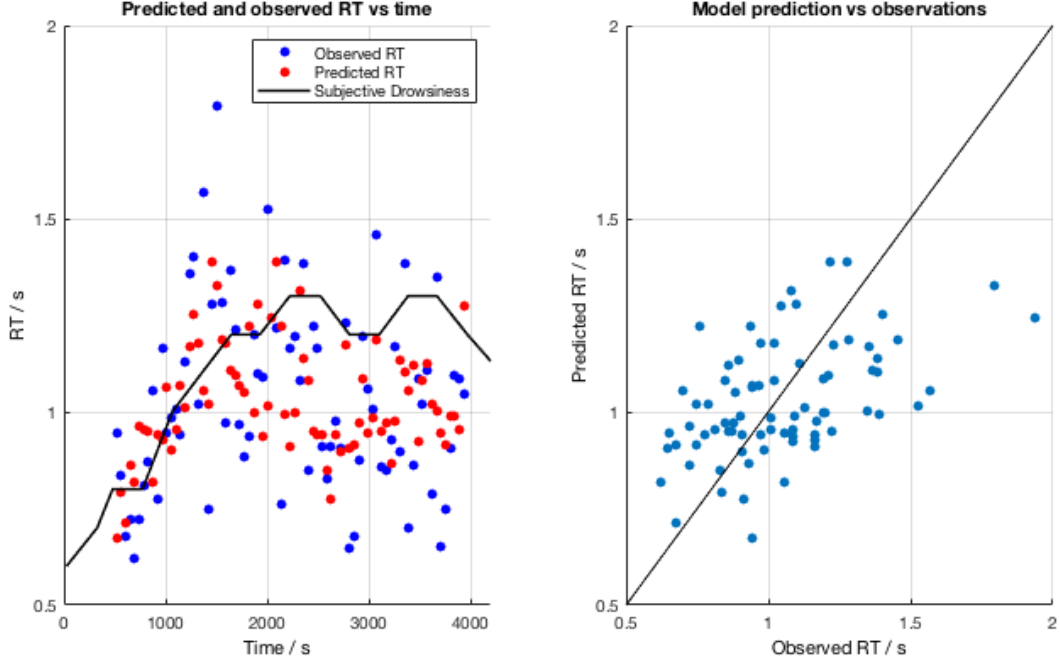 Predicted and observed RT vs time
2
1.5
1
0.5
RT / s
0 1000 2000 3000 4000
Time / s
Observed RT
Predicted RT
Subjective Drowsiness
Model prediction vs observations
2
1.5
1
0.5
Predicted RT / s
0.5 1 1.5 2
Observed RT / s